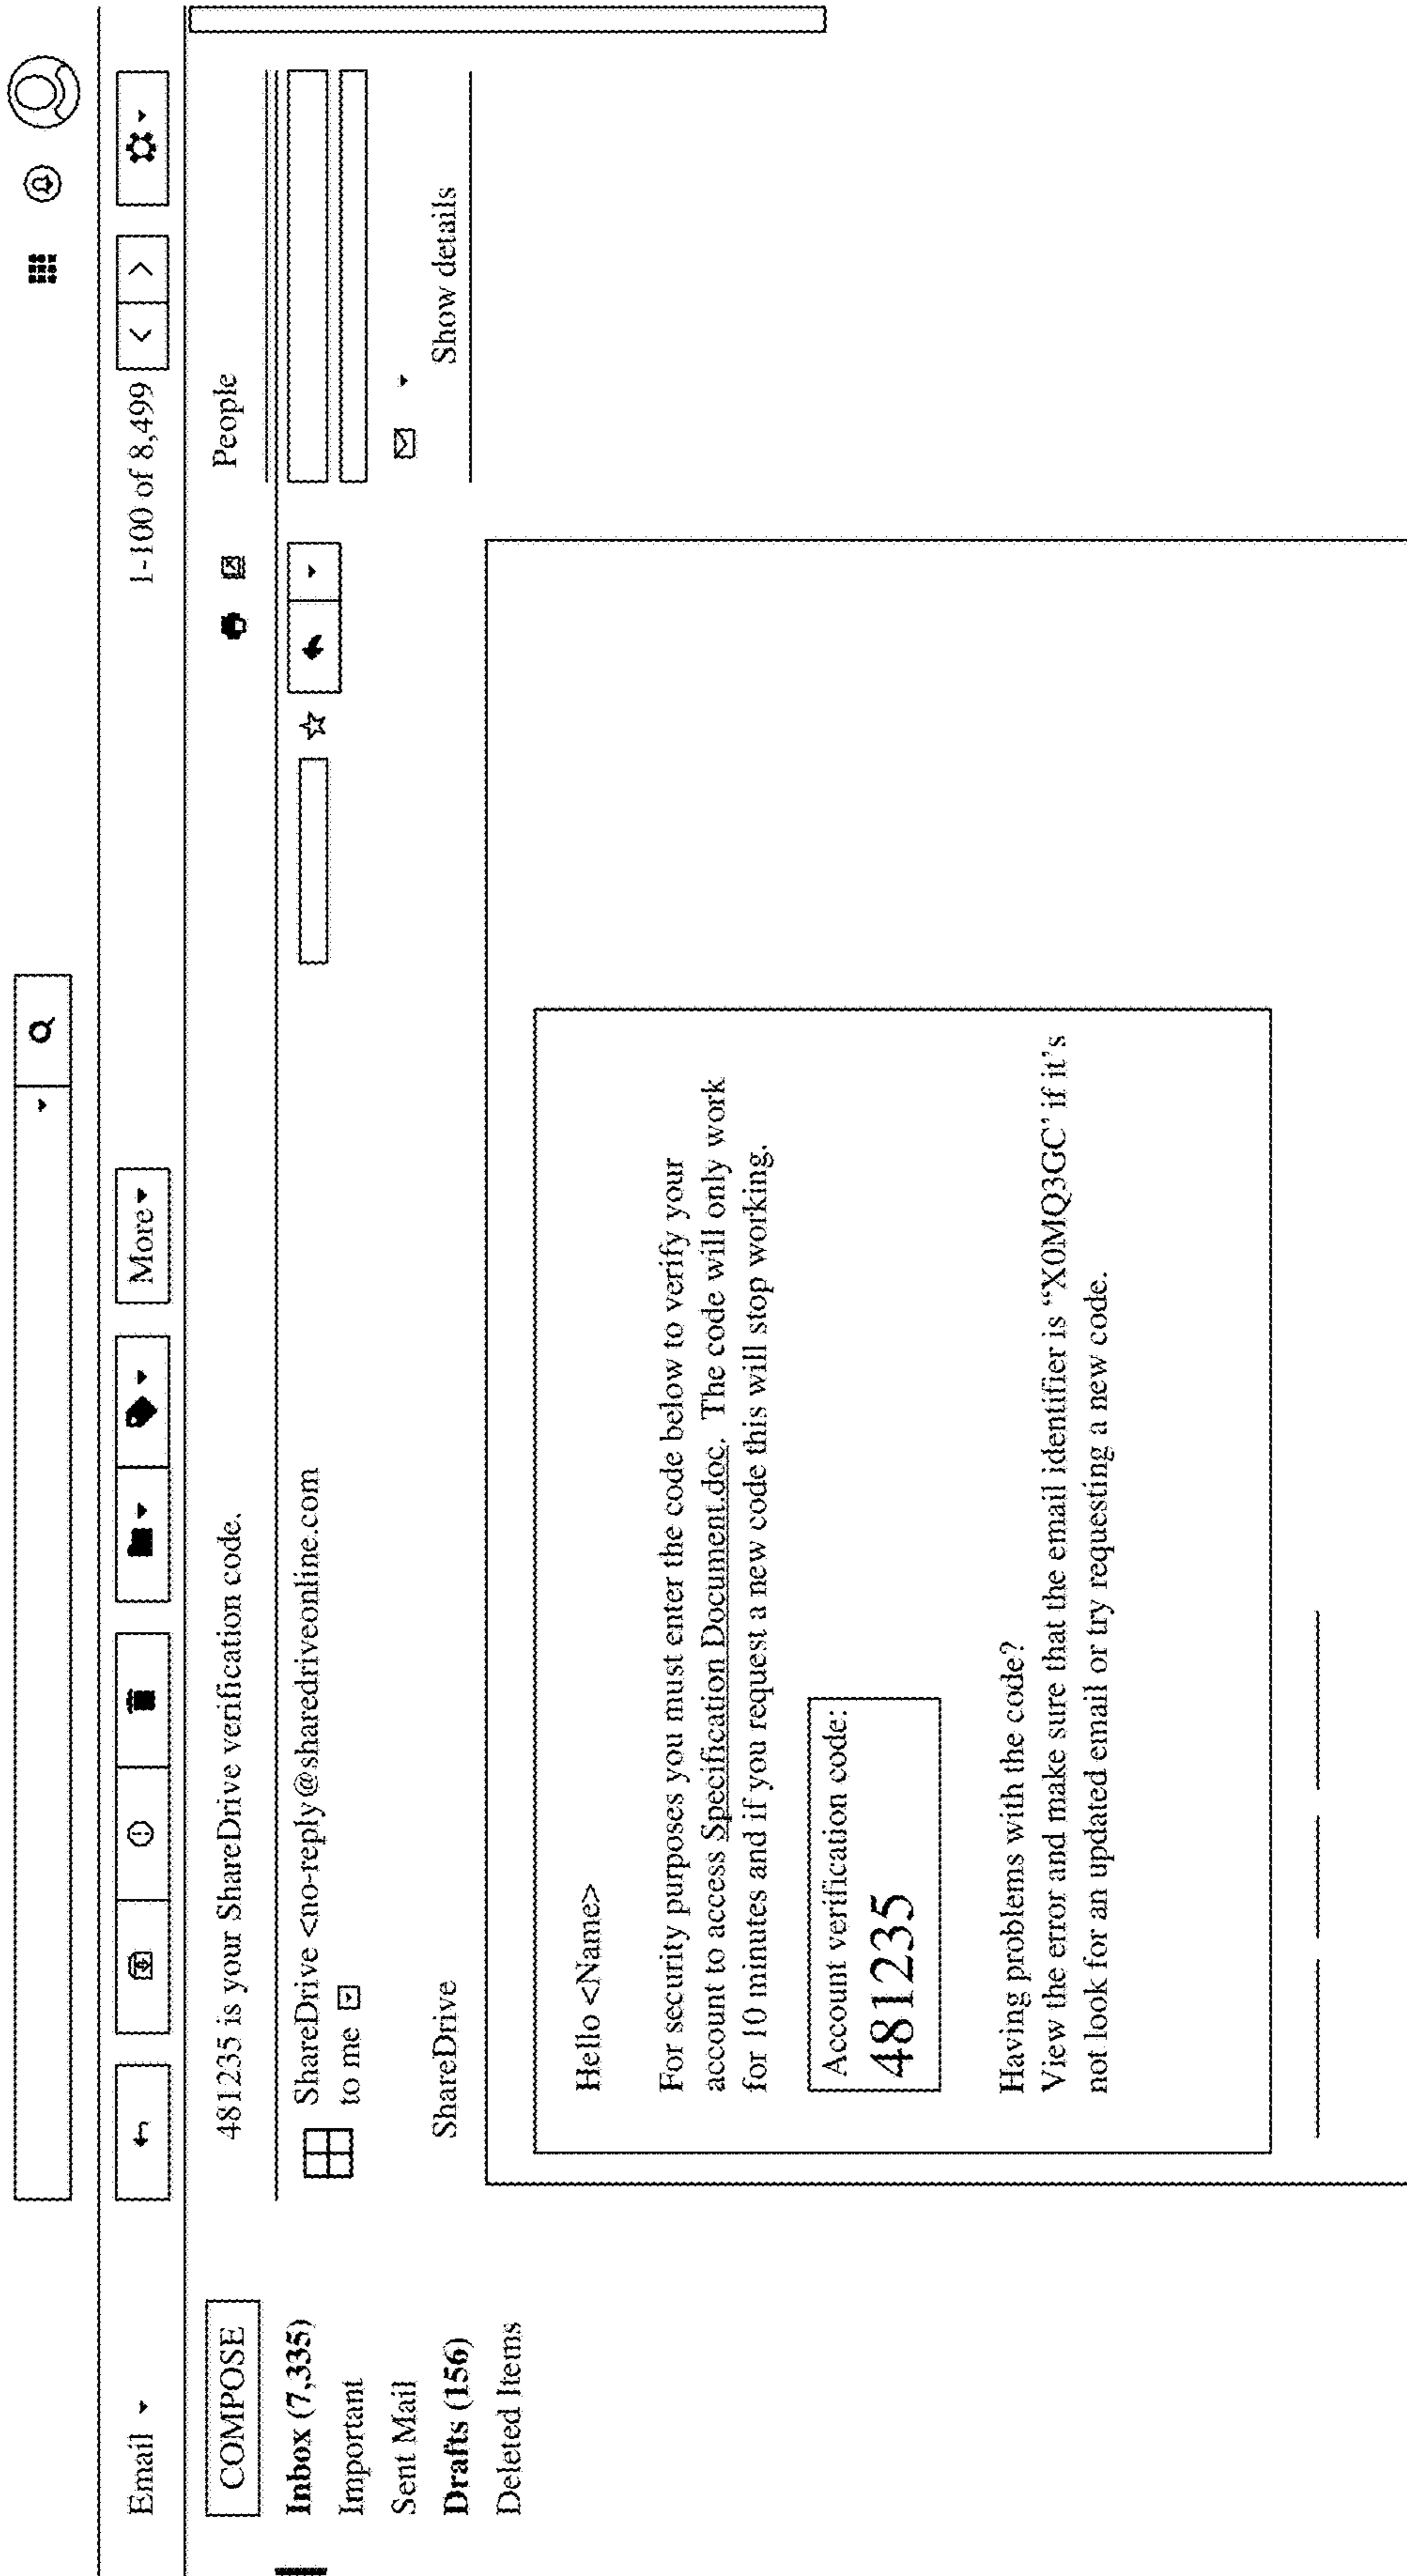 Email
More
1-100 of 8,499
COMPOSE
Inbox (7,335)
Important
Sent Mail
Drafts (156)
Deleted Items
481235 is your ShareDrive verification code.
People
ShareDrive <no-reply@sharedriveonline.com
to me
Show details
ShareDrive
Hello <Name>
For security purposes you must enter the code below to verify your
account to access Specification Document.doc. The code will only work
for 10 minutes and if you request a new code this will stop working.
Account verification code:
481235
Having problems with the code?
View the error and make sure that the email identifier is “X0MQ3GC’ if it’s
not look for an updated email or try requesting a new code.